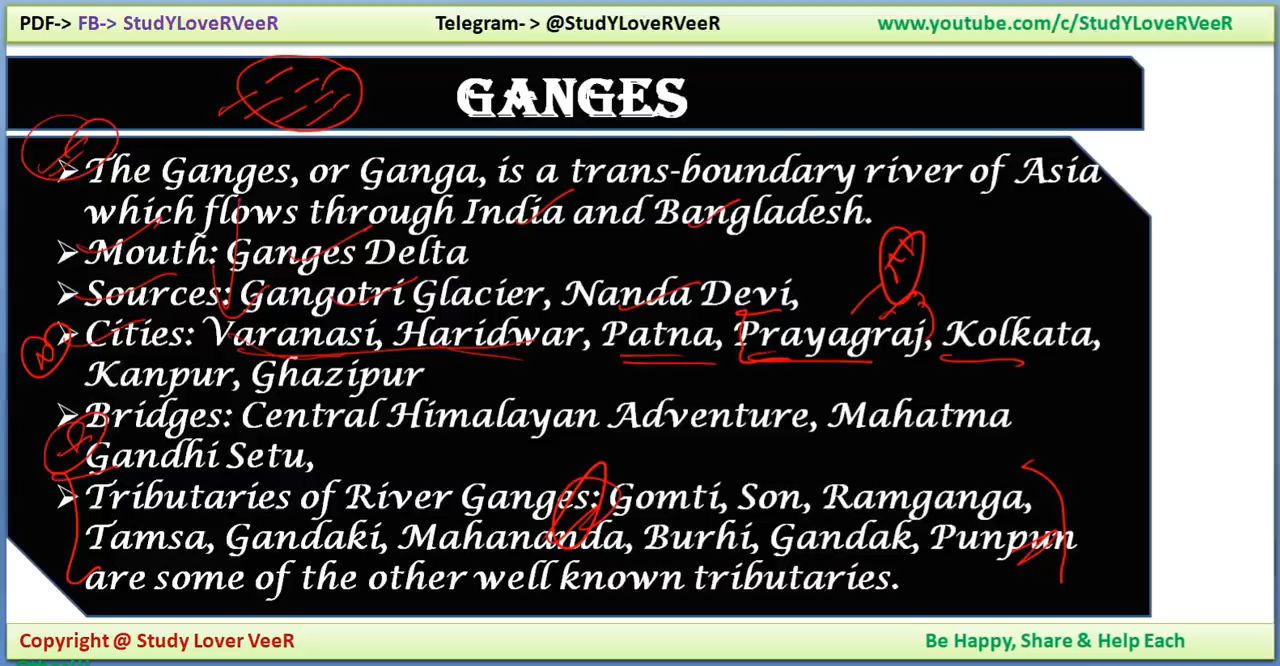 PDF-> FB-> StudYLoveRVeeR Telegram- > @StudYLoveRVeeR www.youtube.com/c/StudYLoveRVeeR
GANGES
➢ The Ganges, or Ganga, is a trans-boundary river of Asia
which flows through India and Bangladesh.
➢ Mouth: Ganges Delta
➢ Sources: Gangotri Glacier, Nanda Devi,
➢ Cities: Varanasi, Haridwar, Patna, Prayagraj, Kolkata,
Kanpur, Ghazipur
➢ Bridges: Central Himalayan Adventure, Mahatma
Gandhi Setu,
➢ Tributaries of River Ganges: Gomti, Son, Ramganga,
Tamsa, Gandaki, Mahananda, Burhi, Gandak, Punpun
are some of the other well known tributaries.
Copyright @ Study Lover VeeR Be Happy, Share & Help Each